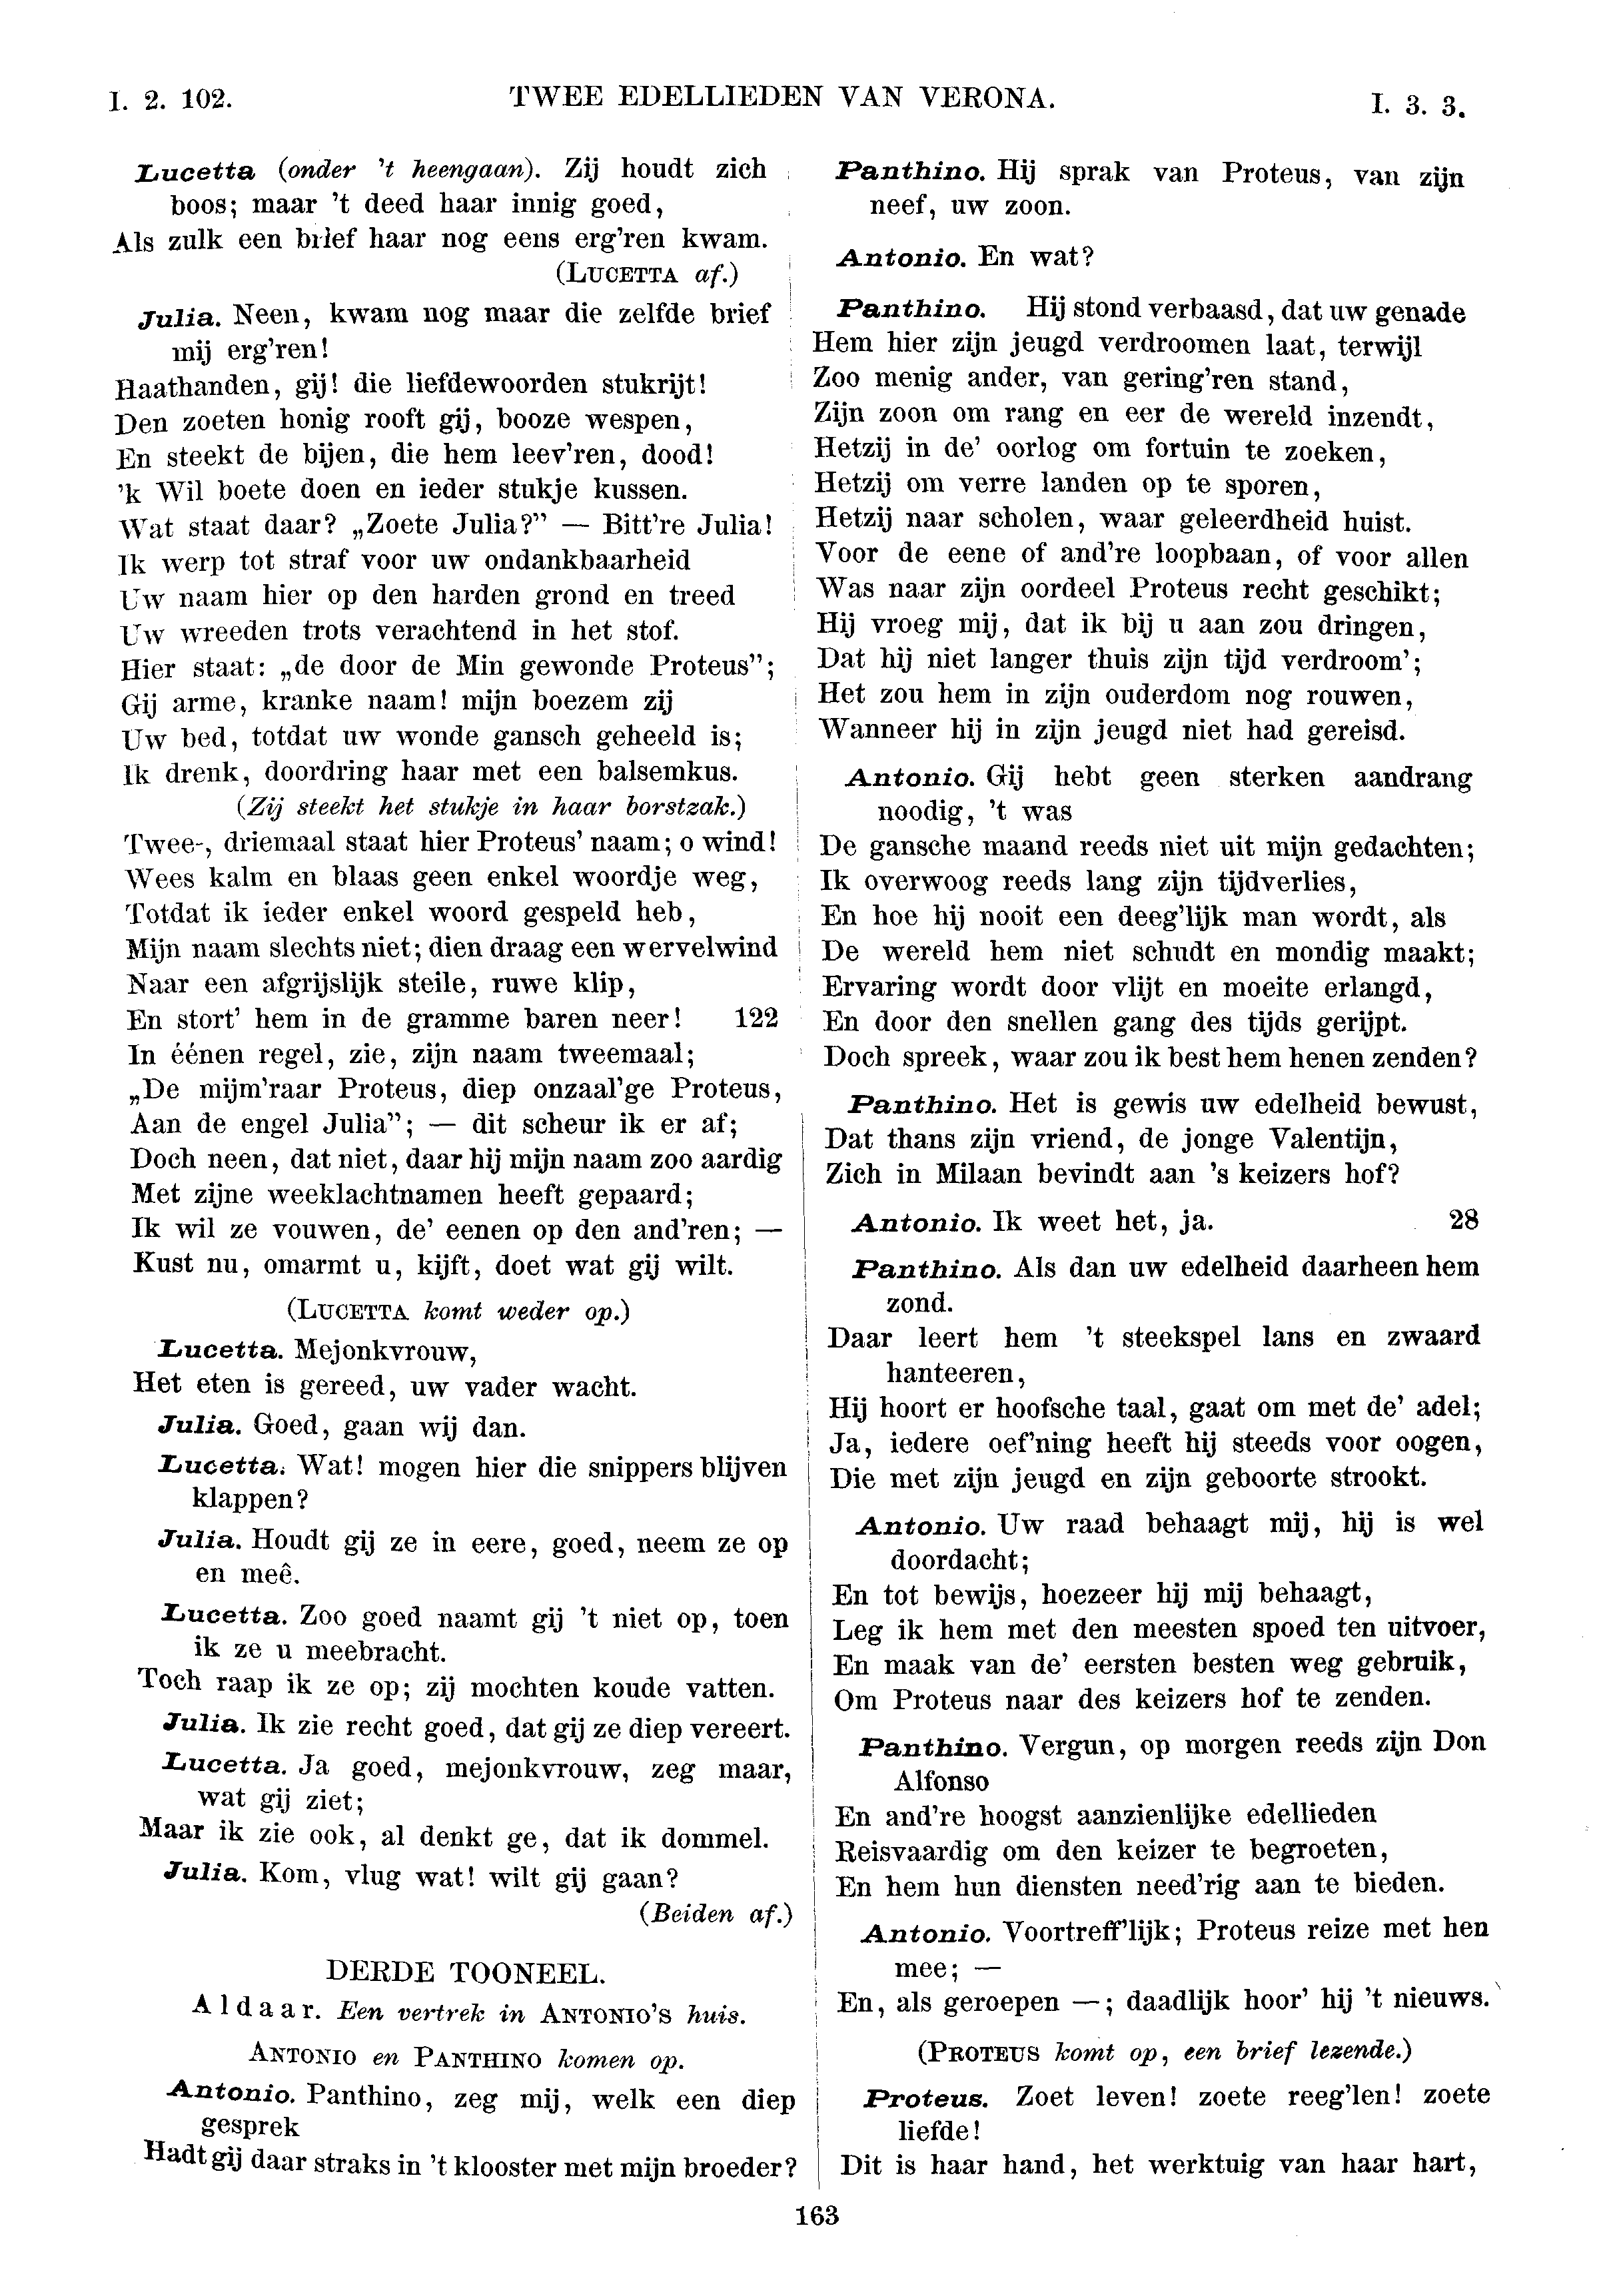 I. 2. 102.
TWEE EDELLIEDEN VAN VERONA.
I. 3. 3.
Lucetta (onder 't heengaan). Zij houdt zich
boos; maar 't deed haar innig goed,
Als zulk een brief haar nog eens erg'ren kwam.
(LUCETTA af.)
Julia. Neen, kwam nog maar die zelfde brief
mij erg'ren!
Haathanden, gij! die liefdewoorden stukrijt!
Den zoeten honig rooft gij, booze wespen,
En steekt de bijen, die hem leev'ren, dood!
'k Wil boete doen en ieder stukje kussen.
Wat staat daar? „Zoete Julia?” — Bitt're Julia!
Ik werp tot straf voor uw ondankbaarheid
Uw naam hier op den harden grond en treed
Uw wreeden trots verachtend in het stof.
Hier staat: „de door de Min gewonde Proteus”;
Gij arme, kranke naam! mijn boezem zij
Uw bed, totdat uw wonde gansch geheeld is;
Ik drenk, doordring haar met een balsemkus.
(Zij steekt het stukje in haar borstzak.)
Twee-, driemaal staat hier Proteus' naam; o wind!
Wees kalm en blaas geen enkel woordje weg,
Totdat ik ieder enkel woord gespeld heb,
Mijn naam slechts niet; dien draag een wervelwind
Naar een afgrijslijk steile, ruwe klip,
En stort' hem in de gramme baren neer! 122
In éénen regel, zie, zijn naam tweemaal;
„De mijm'raar Proteus, diep onzaal'ge Proteus,
Aan de engel Julia”; — dit scheur ik er af;
Doch neen, dat niet, daar hij mijn naam zoo aardig
Met zijne weeklachtnamen heeft gepaard;
Ik wil ze vouwen, de' eenen op den and'ren; —
Kust nu, omarmt u, kijft, doet wat gij wilt.
(LUCETTA komt weder op.)
Lucetta. Mejonkvrouw,
Het eten is gereed, uw vader wacht.
Julia. Goed, gaan wij dan.
Lucetta. Wat! mogen hier die snippers blijven
klappen?
Julia. Houdt gij ze in eere, goed, neem ze op
en meê.
Lucetta. Zoo goed naamt gij 't niet op, toen
ik ze u meebracht.
Toch raap ik ze op; zij mochten koude vatten.
Julia. Ik zie recht goed, dat gij ze diep vereert.
Lucetta. Ja goed, mejonkvrouw, zeg maar,
wat gij ziet;
Maar ik zie ook, al denkt ge, dat ik dommel.
Julia. Kom, vlug wat! wilt gij gaan?
(Beiden af.)
DERDE TOONEEL.
Aldaar. Een vertrek in ANTONIO'S huis.
ANTONIO en PANTHINO komen op.
Antonio. Panthino, zeg mij, welk een diep
gesprek
Hadt gij daar straks in 't klooster met mijn broeder?
Panthino. Hij sprak van Proteus, van zijn
neef, uw zoon.
Antonio. En wat?
Panthino. Hij stond verbaasd, dat uw genade
Hem hier zijn jeugd verdroomen laat, terwijl
Zoo menig ander, van gering'ren stand,
Zijn zoon om rang en eer de wereld inzendt,
Hetzij in de' oorlog om fortuin te zoeken,
Hetzij om verre landen op te sporen,
Hetzij naar scholen, waar geleerdheid huist.
Voor de eene of and're loopbaan, of voor allen
Was naar zijn oordeel Proteus recht geschikt;
Hij vroeg mij, dat ik bij u aan zou dringen,
Dat hij niet langer thuis zijn tijd verdroom';
Het zou hem in zijn ouderdom nog rouwen,
Wanneer hij in zijn jeugd niet had gereisd.
Antonio. Gij hebt geen sterken aandrang
noodig, 't was
De gansche maand reeds niet uit mijn gedachten;
Ik overwoog reeds lang zijn tijdverlies,
En hoe hij nooit een deeg'lijk man wordt, als
De wereld hem niet schudt en mondig maakt;
Ervaring wordt door vlijt en moeite erlangd,
En door den snellen gang des tijds gerijpt.
Doch spreek, waar zou ik best hem henen zenden?
Panthino. Het is gewis uw edelheid bewust,
Dat thans zijn vriend, de jonge Valentijn,
Zich in Milaan bevindt aan 's keizers hof?
Antonio. Ik weet het, ja. 28
Panthino. Als dan uw edelheid daarheen hem
zond.
Daar leert hem 't steekspel lans en zwaard
hanteeren,
Hij hoort er hoofsche taal, gaat om met de' adel;
Ja, iedere oef'ning heeft hij steeds voor oogen,
Die met zijn jeugd en zijn geboorte strookt.
Antonio. Uw raad behaagt mij, hij is wel
doordacht;
En tot bewijs, hoezeer hij mij behaagt,
Leg ik hem met den meesten spoed ten uitvoer,
En maak van de' eersten besten weg gebruik,
Om Proteus naar des keizers hof te zenden.
Panthino. Vergun, op morgen reeds zijn Don
Alfonso
En and're hoogst aanzienlijke edellieden
Reisvaardig om den keizer te begroeten,
En hem hun diensten need'rig aan te bieden.
Antonio. Voortreff'lijk; Proteus reize met hen
mee; —
En, als geroepen —; daadlijk hoor' hij 't nieuws.
(PROTEUS komt op, een brief lezende.)
Proteus. Zoet leven! zoete reeg'len! zoete
liefde!
Dit is haar hand, het werktuig van haar hart,
163